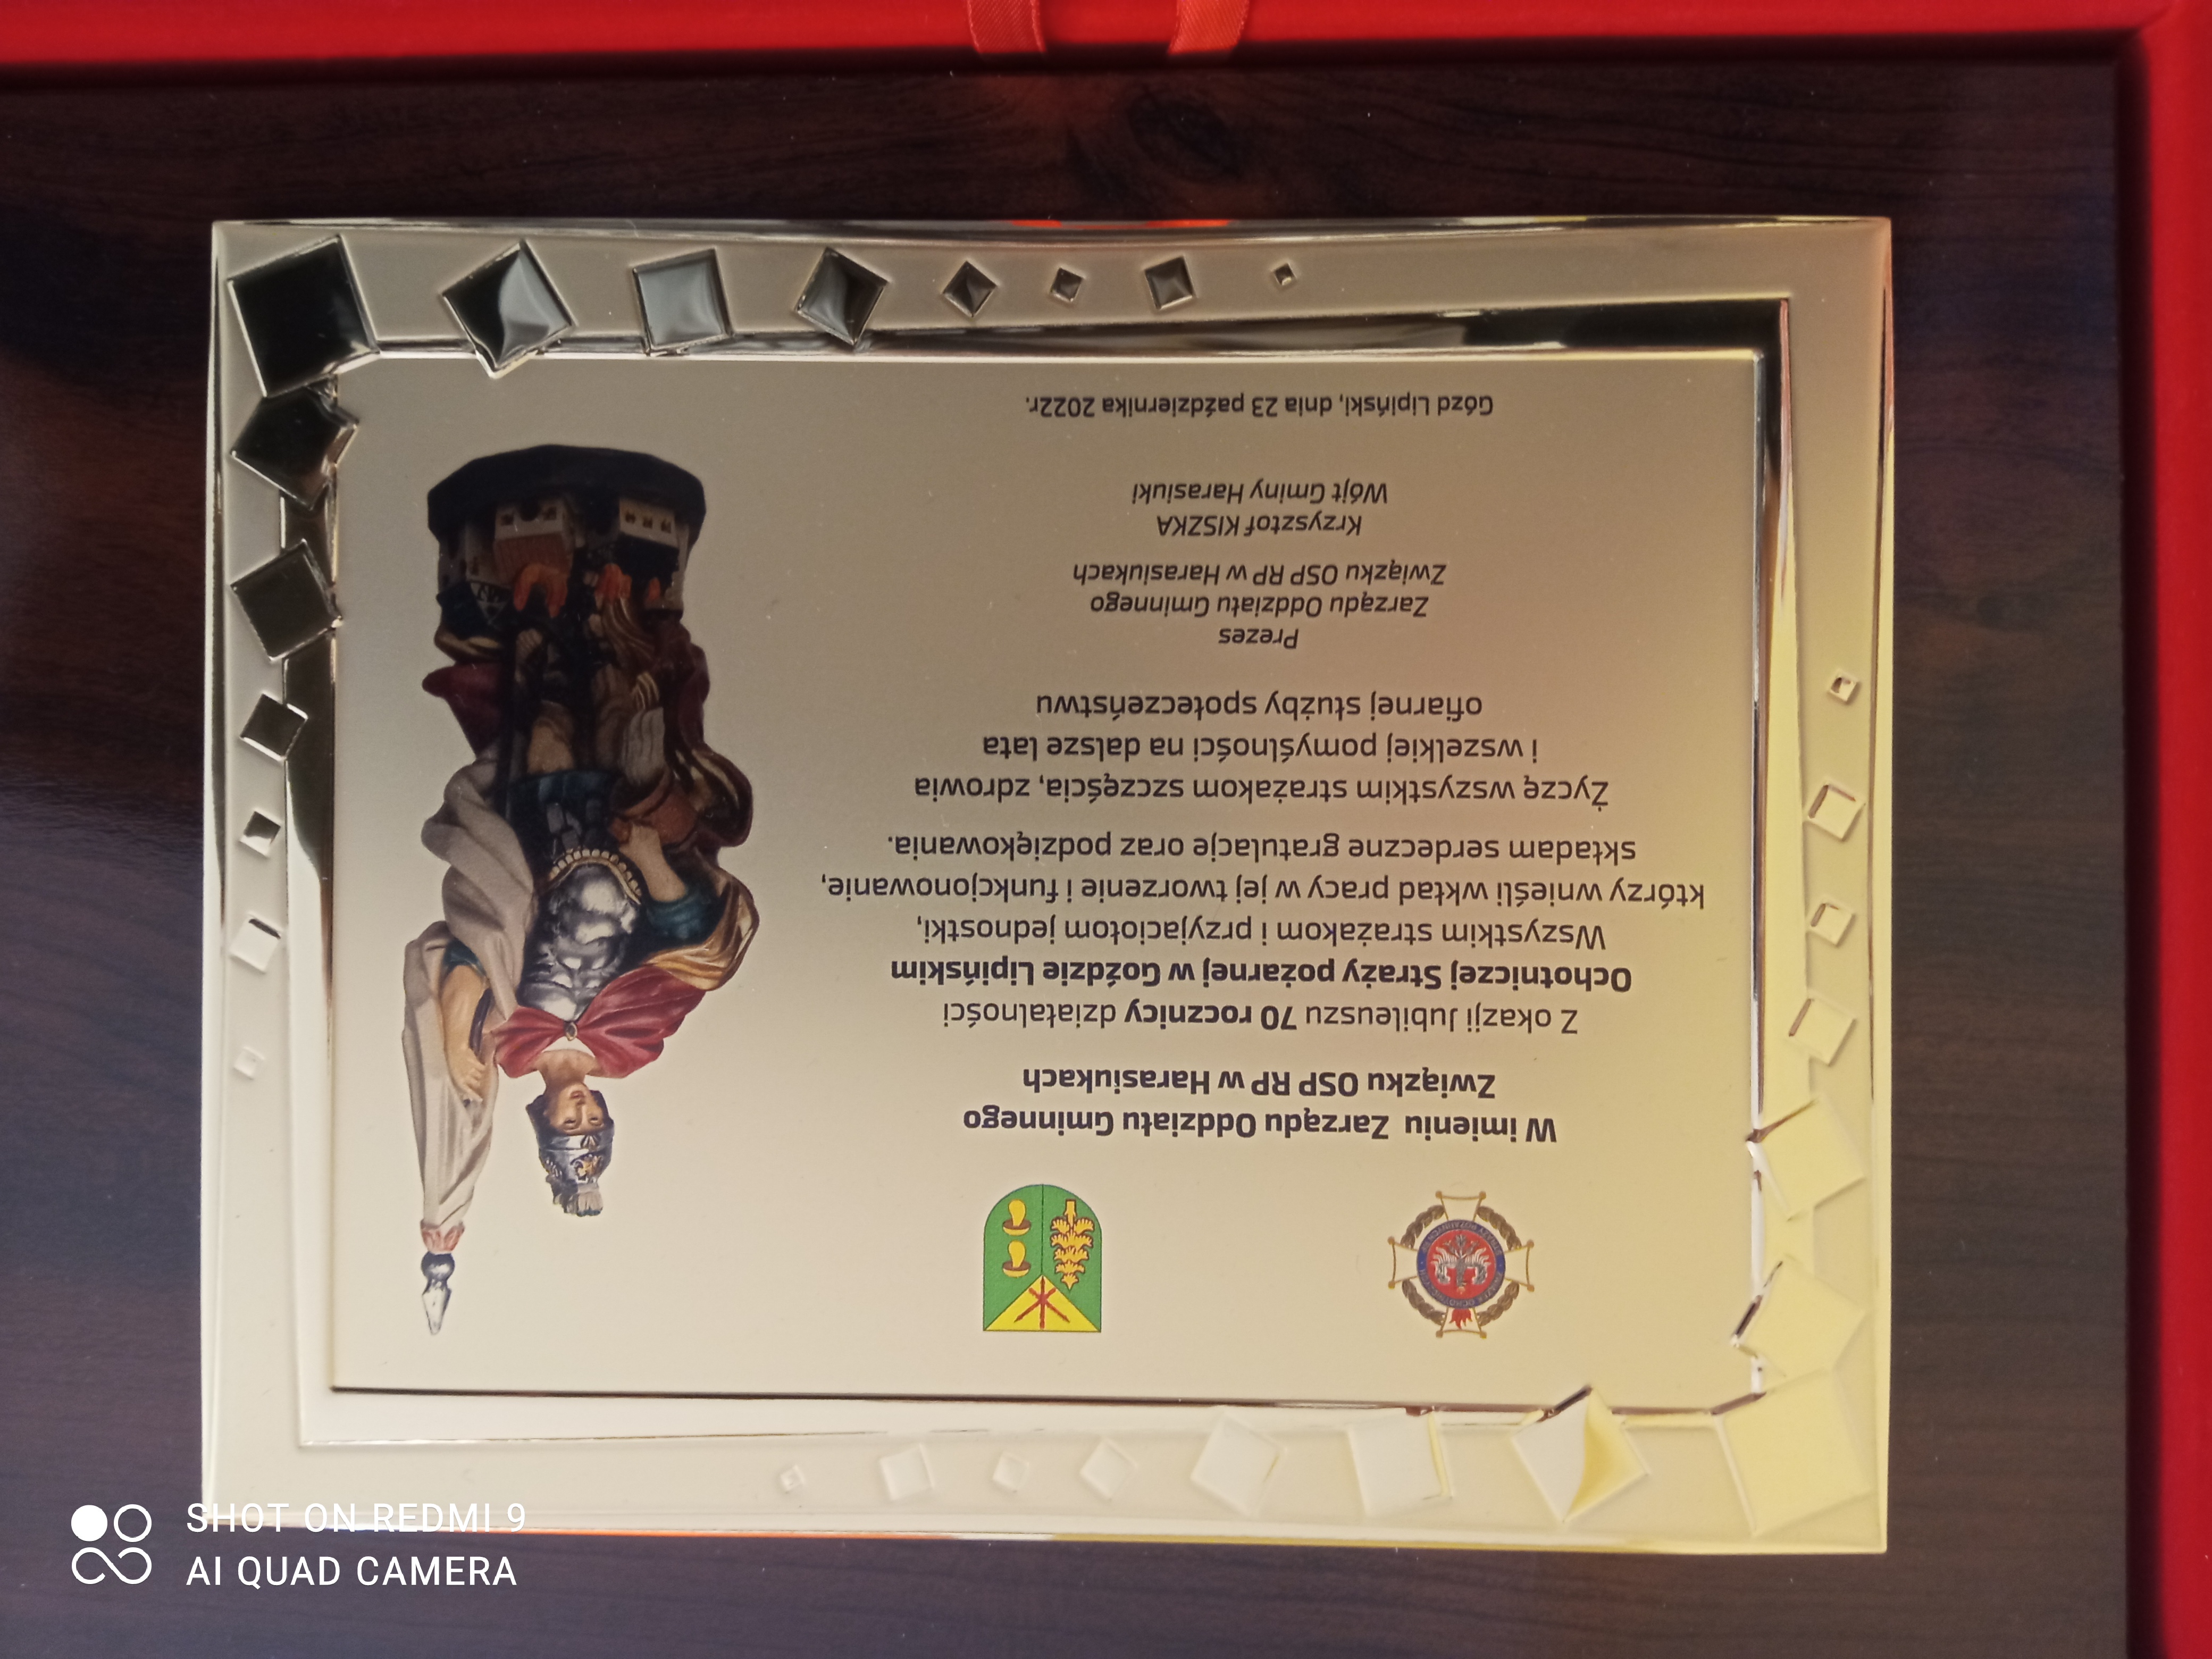 W imieniu Zarządu Oddziału Gminnego
Związku OSP RP w Harasiukach
Z okazji Jubileuszu 70 rocznicy działalności
Ochotniczej Straży pożarnej w Goździe Lipińskim
Wszystkim strażakom i przyjaciołom jednostki,
którzy wnieśli wkład pracy w jej tworzenie i funkcjonowanie,
składam serdeczne gratulacje oraz podziękowania.
Życzę wszystkim strażakom szczęścia, zdrowia
i wszelkiej pomyślności na dalsze lata
ofiarnej służby społeczeństwu
Prezes
Zarządu Oddziału Gminnego
Związku OSP RP w Harasiukach
Krzysztof KISZKA
Wójt Gminy Harasiuki
Gózd Lipiński, dnia 23 października 2022r.
SHOT ON REDMI 9
AI QUAD CAMERA